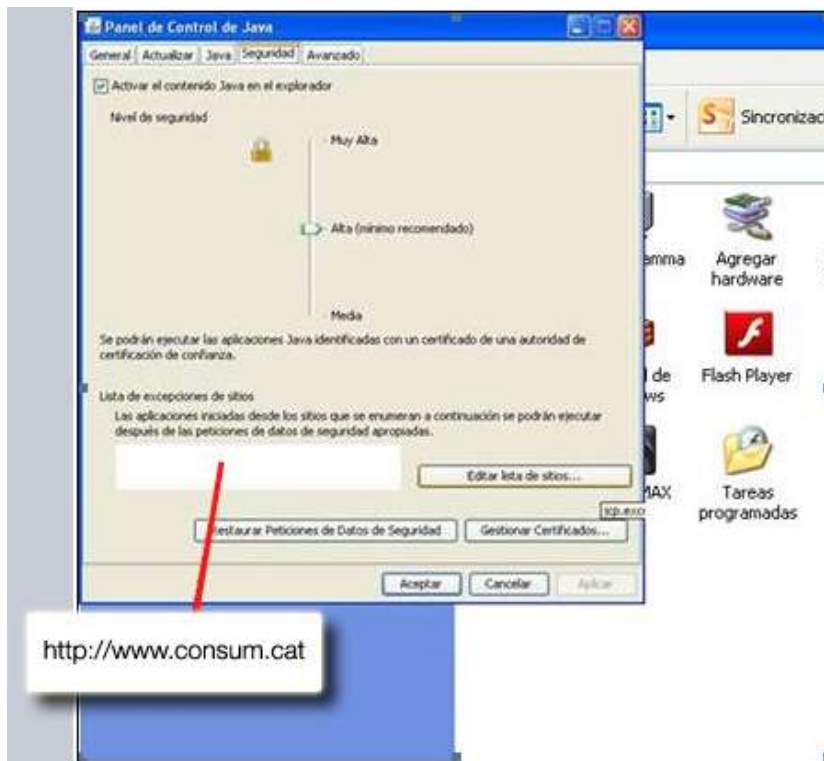 Panel de Control de Java
General
Actualizar
Java
Seguridad
Avanzado
Activar el contenido Java en el explorador
Nivel de seguridad
Muy Alta
Alta (mínimo recomendado)
Media
Se podrán ejecutar las aplicaciones Java identificadas con un certificado de una autoridad de
certificación de confianza.
Lista de excepciones de sitios
Las aplicaciones iniciadas desde los sitios que se enumeran a continuación se podrán ejecutar
después de las peticiones de datos de seguridad apropiadas.
Editar lista de sitios...
Restaurar Peticiones de Datos de Seguridad
Gestionar Certificados...
Aceptar
Cancelar
Aplicar
http://www.consum.cat
Sincronizac
amma
Agregar
hardware
de
ws
Flash Player
MAX
Tareas
programadas